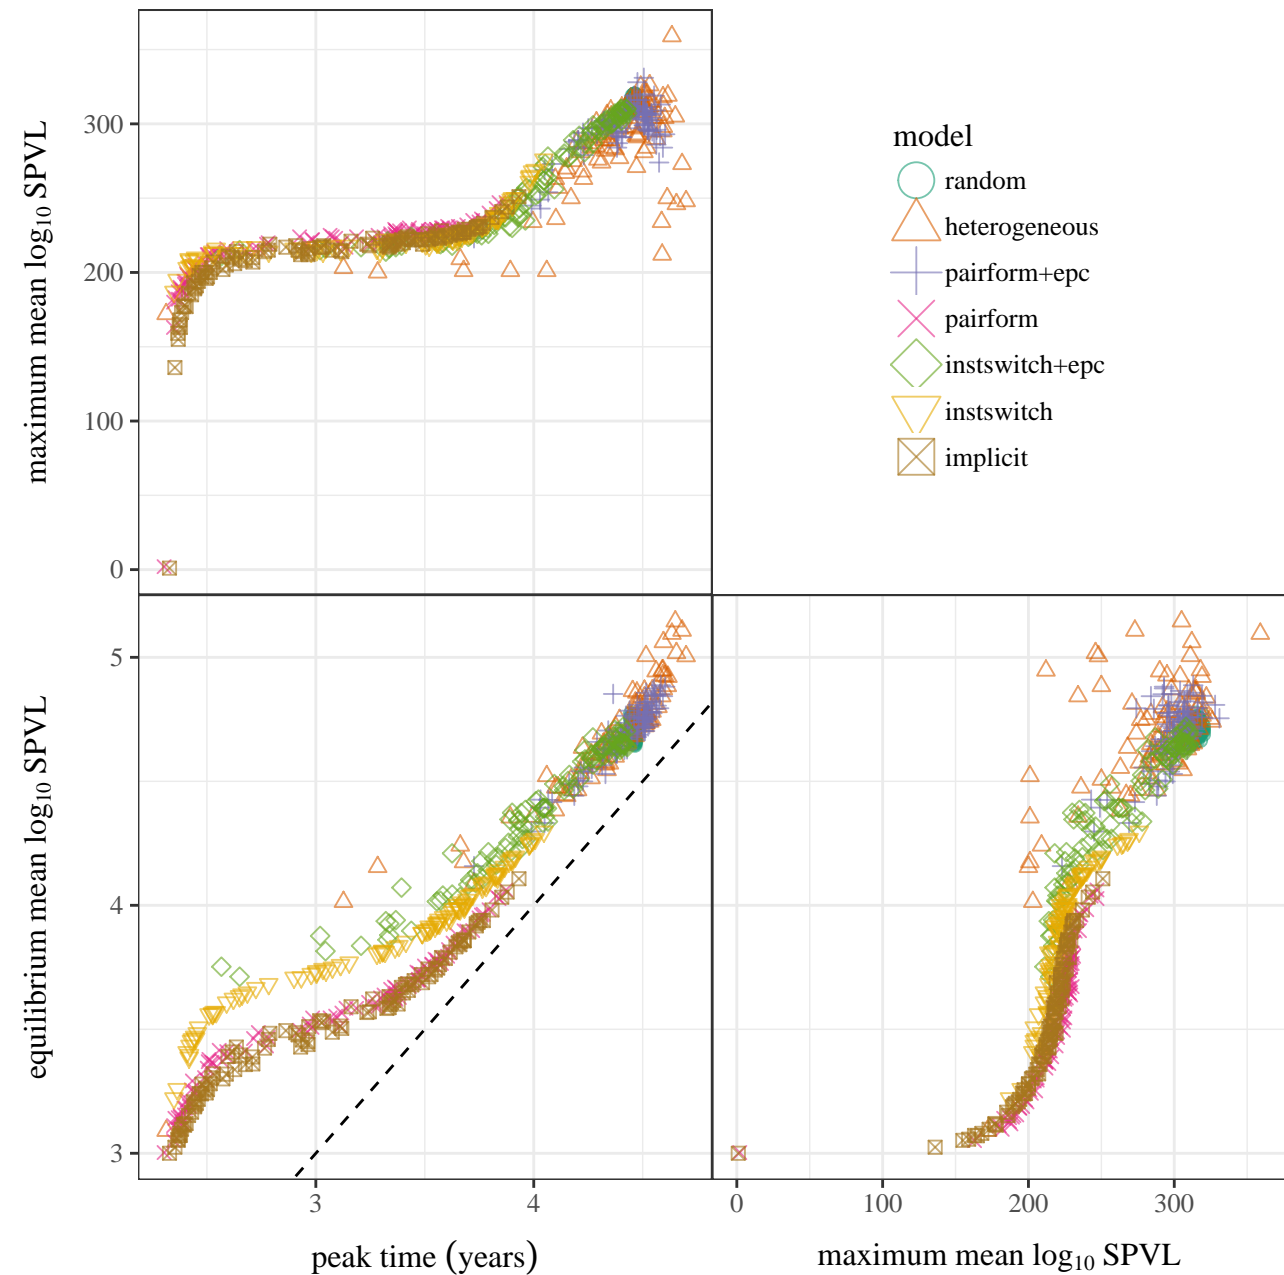 maximum mean log₁₀ SPVL
300
200
100
0
model
random
heterogeneous
pairform+epc
pairform
instswitch+epc
instswitch
implicit
equilibrium mean log₁₀ SPVL
5
4
3
3 4
0 100 200 300
peak time (years)
maximum mean log₁₀ SPVL